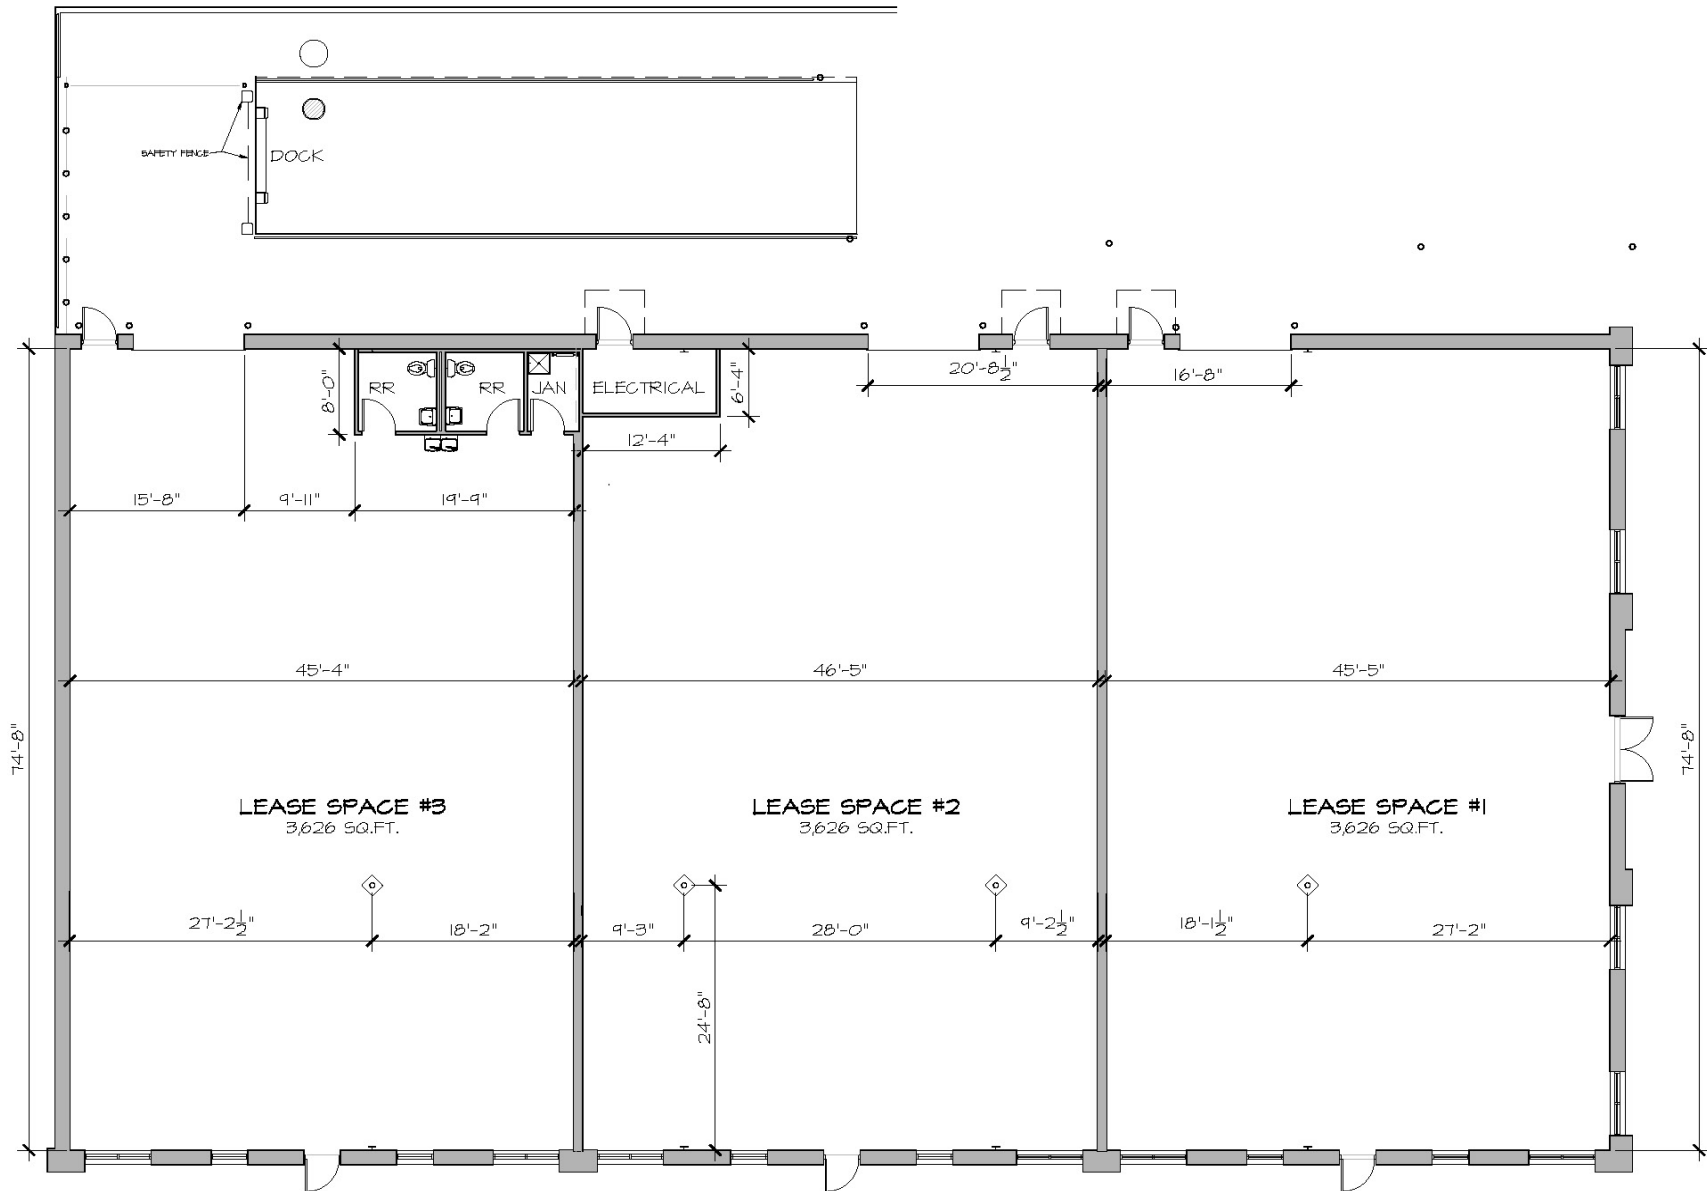 SAFETY FENCE
DOCK
RR
RR
JAN
ELECTRICAL
8'-0"
6'-4"
20'-8½"
16'-8"
12'-4"
15'-8"
9'-11"
19'-9"
45'-4"
46'-5"
45'-5"
74'-8"
74'-8"
LEASE SPACE #3
3,626 SQ.FT.
LEASE SPACE #2
3,626 SQ.FT.
LEASE SPACE #1
3,626 SQ.FT.
27'-2½"
18'-2"
9'-3"
28'-0"
9'-2½"
18'-1½"
27'-2"
24'-8"